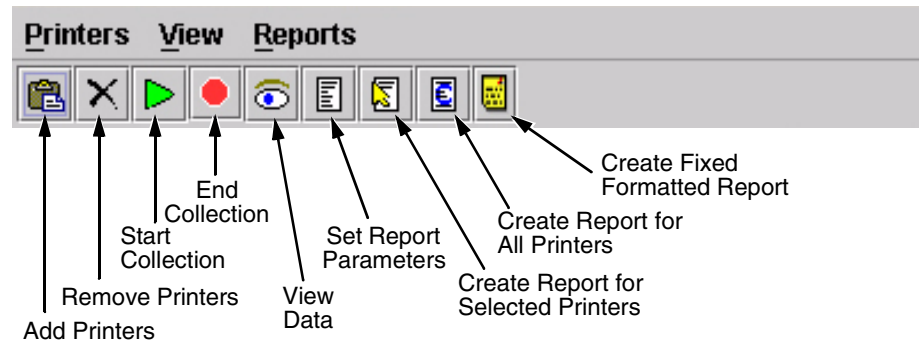 Printers View Reports
Create Fixed
Formatted Report
End
Collection
Create Report for
All Printers
Start
Collection
Set Report
Parameters
Create Report for
Selected Printers
Remove Printers
View
Data
Add Printers